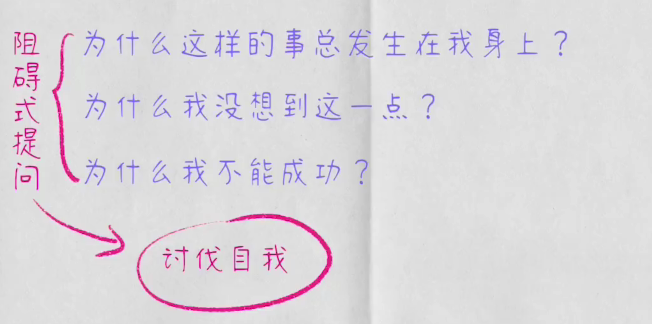 阻碍式提问
为什么这样的事总发生在我身上？
为什么我没想到这一点？
为什么我不能成功？
讨伐自我